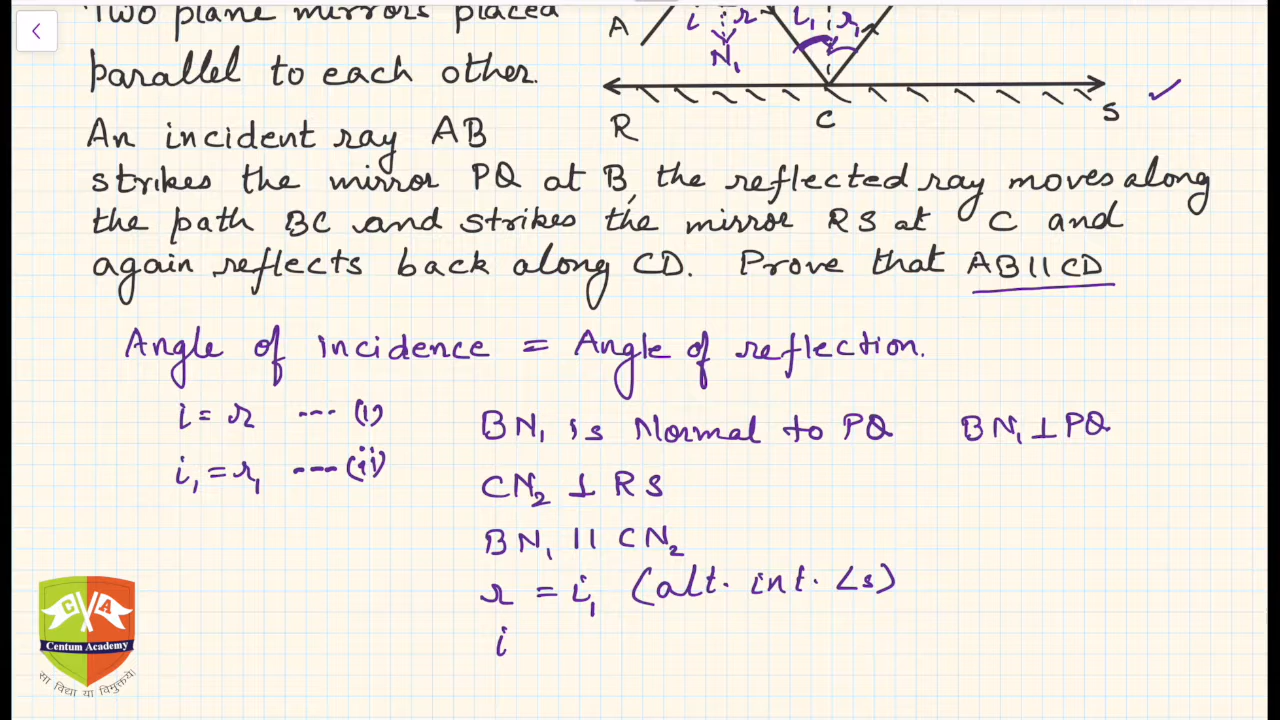 Two plane mirrors placed
parallel to each other.
An incident ray AB
strikes the mirror PQ at B, the reflected ray moves along
the path BC and strikes the mirror RS at C and
again reflects back along CD. Prove that AB || CD
A
i r
N₁
i₁ r₁
R
C
S
Angle of incidence = Angle of reflection.
i = r --- (i)
i₁ = r₁ --- (ii)
BN₁ is Normal to PQ BN₁ ⊥ PQ
CN₂ ⊥ RS
BN₁ || CN₂
r = i₁ (alt. int. ∠s)
i
C A
Centum Academy
सा विद्या या विमुक्तये।